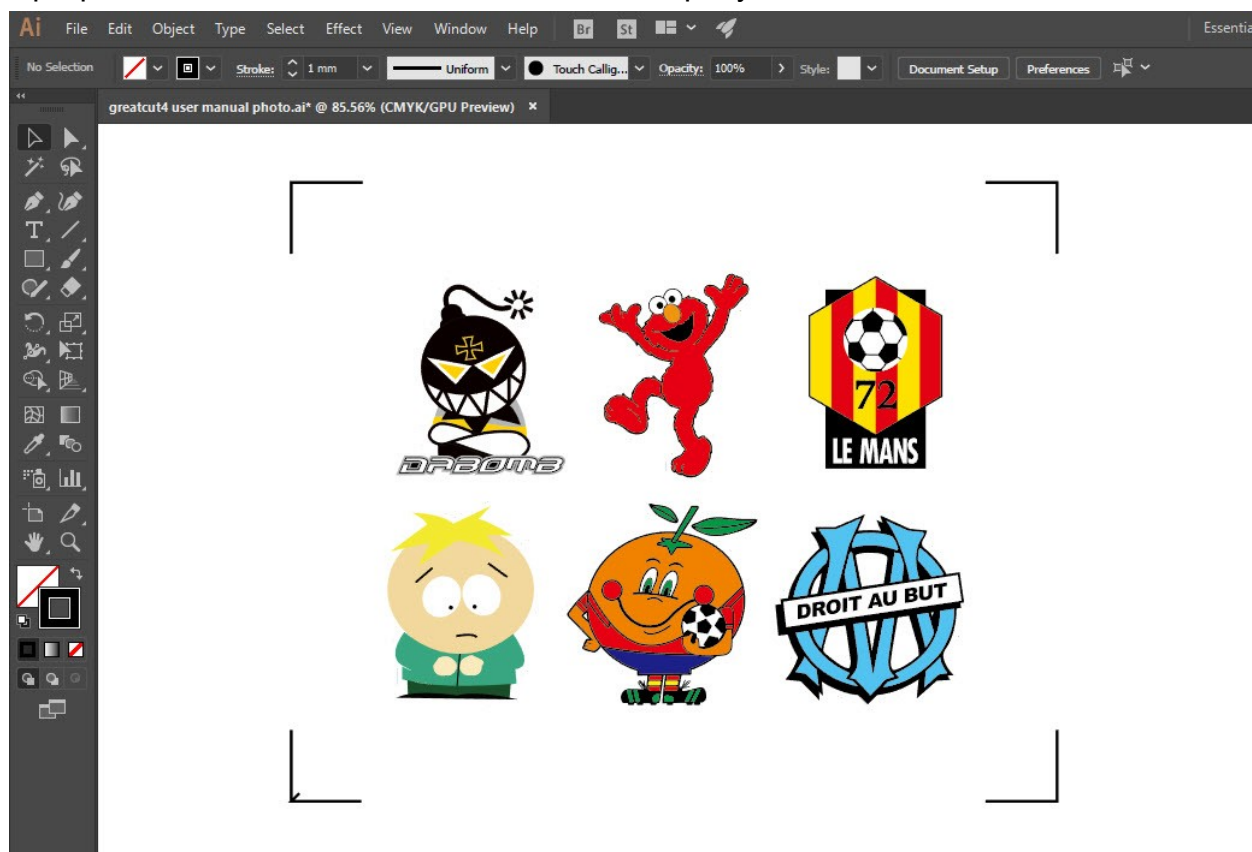 Ai File Edit Object Type Select Effect View Window Help Br St Essentia
No Selection Stroke: 1 mm Uniform Touch Callig... Opacity: 100% Style: Document Setup Preferences
greatcut4 user manual photo.ai* @ 85.56% (CMYK/GPU Preview) ×
72
LE MANS
DABOMB
DROIT AU BUT